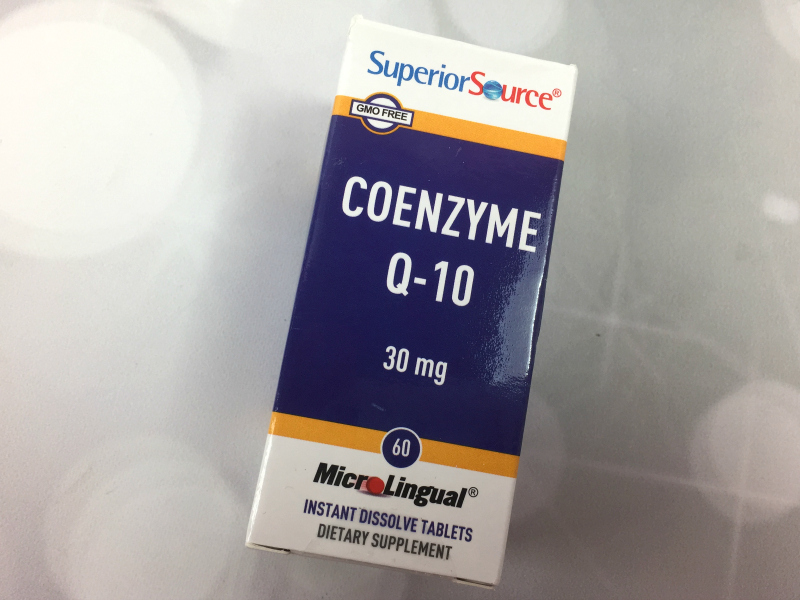 SuperiorSource®
GMO FREE
COENZYME
Q-10
30 mg
60
MicroLingual®
INSTANT DISSOLVE TABLETS
DIETARY SUPPLEMENT